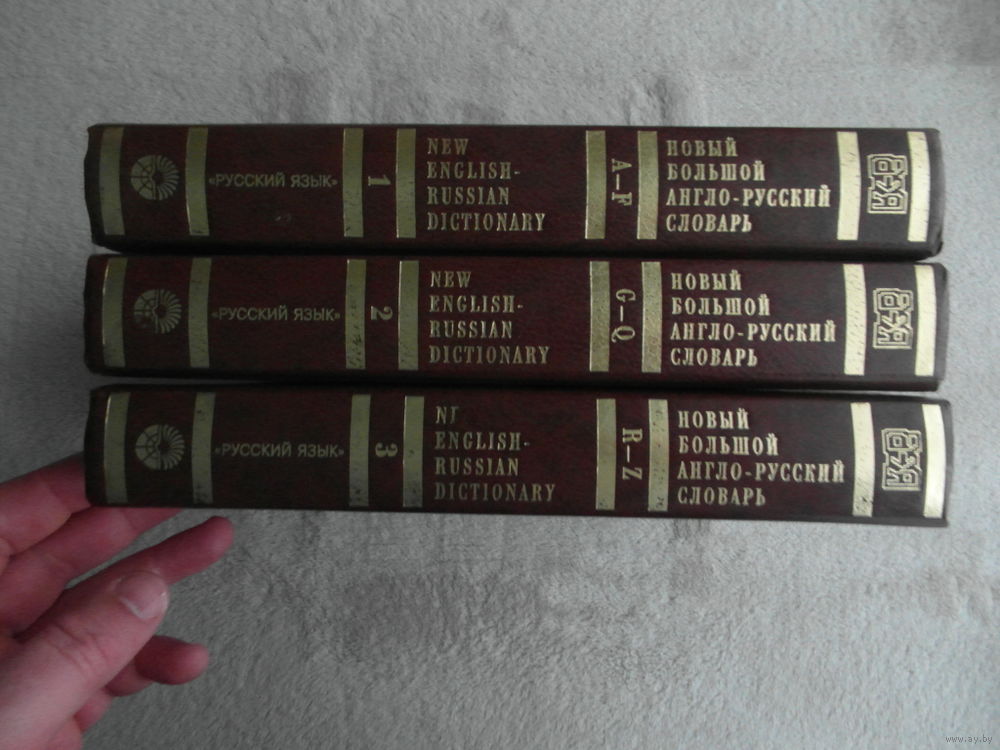 «РУССКИЙ ЯЗЫК»
1
NEW
ENGLISH-
RUSSIAN
DICTIONARY
A–F
НОВЫЙ
БОЛЬШОЙ
АНГЛО-РУССКИЙ
СЛОВАРЬ
«РУССКИЙ ЯЗЫК»
2
NEW
ENGLISH-
RUSSIAN
DICTIONARY
G–Q
НОВЫЙ
БОЛЬШОЙ
АНГЛО-РУССКИЙ
СЛОВАРЬ
«РУССКИЙ ЯЗЫК»
3
ENGLISH-
RUSSIAN
DICTIONARY
R–Z
НОВЫЙ
БОЛЬШОЙ
АНГЛО-РУССКИЙ
СЛОВАРЬ
www.ay.by